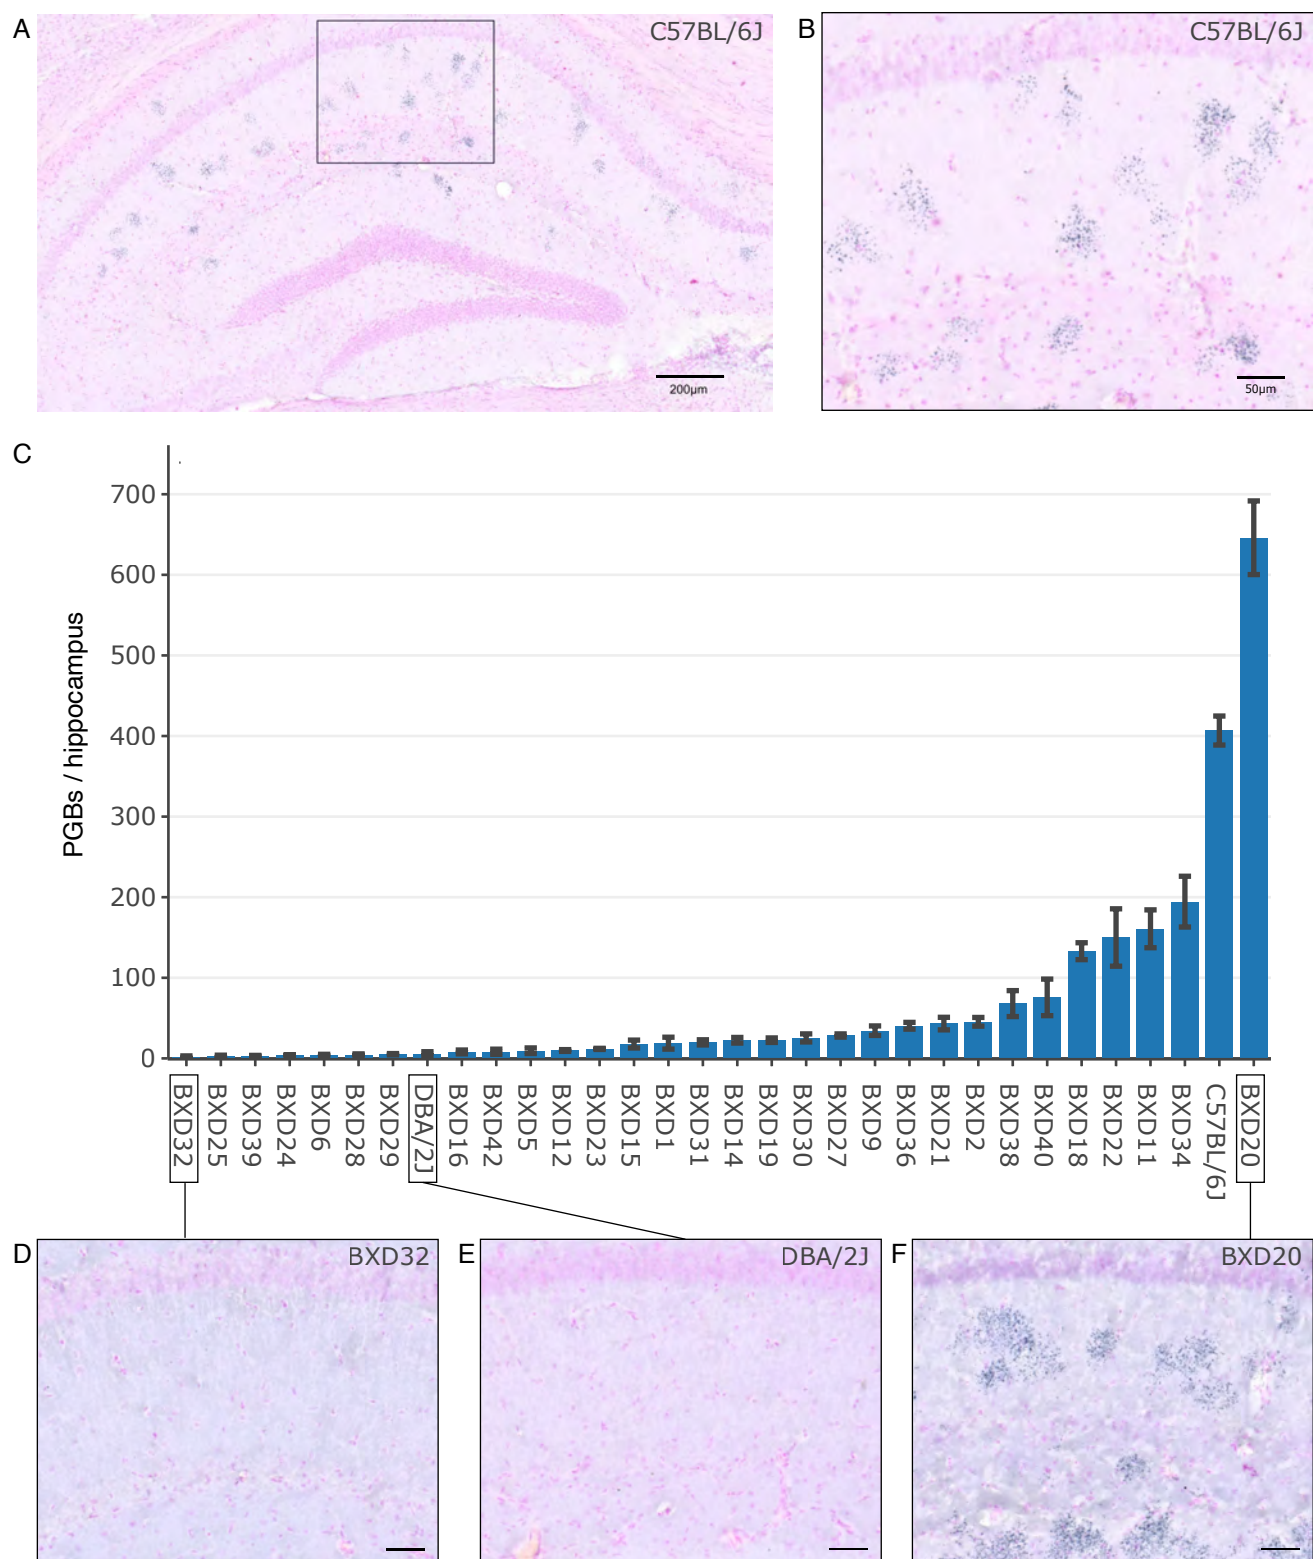 A
C57BL/6J
200µm
B
C57BL/6J
50µm
C
PGBs / hippocampus
700
600
500
400
300
200
100
0
BXD32
BXD25
BXD39
BXD24
BXD6
BXD28
BXD29
DBA/2J
BXD16
BXD42
BXD5
BXD12
BXD23
BXD15
BXD1
BXD31
BXD14
BXD19
BXD30
BXD27
BXD9
BXD36
BXD21
BXD2
BXD38
BXD40
BXD18
BXD22
BXD11
BXD34
C57BL/6J
BXD20
D
BXD32
E
DBA/2J
F
BXD20